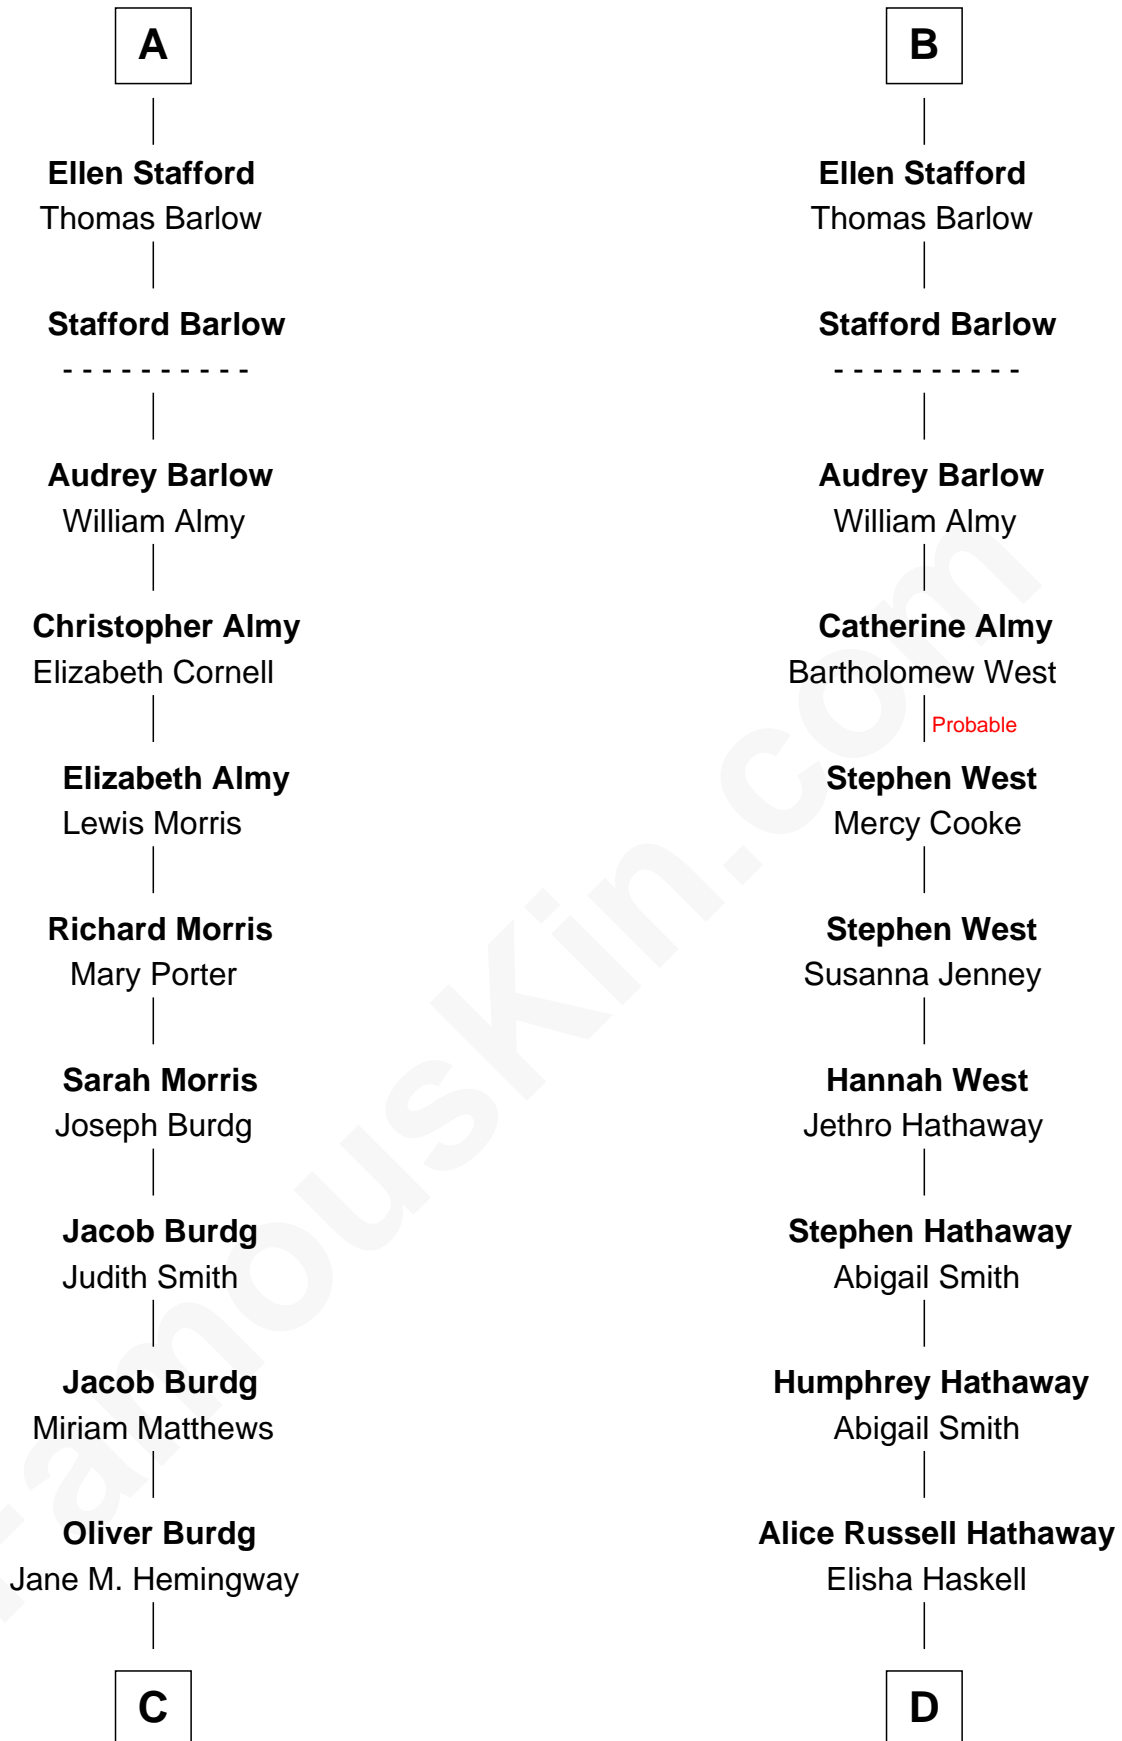 A
Ellen Stafford
Thomas Barlow
Stafford Barlow
- - - - - - - - - -
Audrey Barlow
William Almy
Christopher Almy
Elizabeth Cornell
Elizabeth Almy
Lewis Morris
Richard Morris
Mary Porter
Sarah Morris
Joseph Burdg
Jacob Burdg
Judith Smith
Jacob Burdg
Miriam Matthews
Oliver Burdg
Jane M. Hemingway
C
B
Ellen Stafford
Thomas Barlow
Stafford Barlow
- - - - - - - - - -
Audrey Barlow
William Almy
Catherine Almy
Bartholomew West
Probable
Stephen West
Mercy Cooke
Stephen West
Susanna Jenney
Hannah West
Jethro Hathaway
Stephen Hathaway
Abigail Smith
Humphrey Hathaway
Abigail Smith
Alice Russell Hathaway
Elisha Haskell
D
FamousKin.com